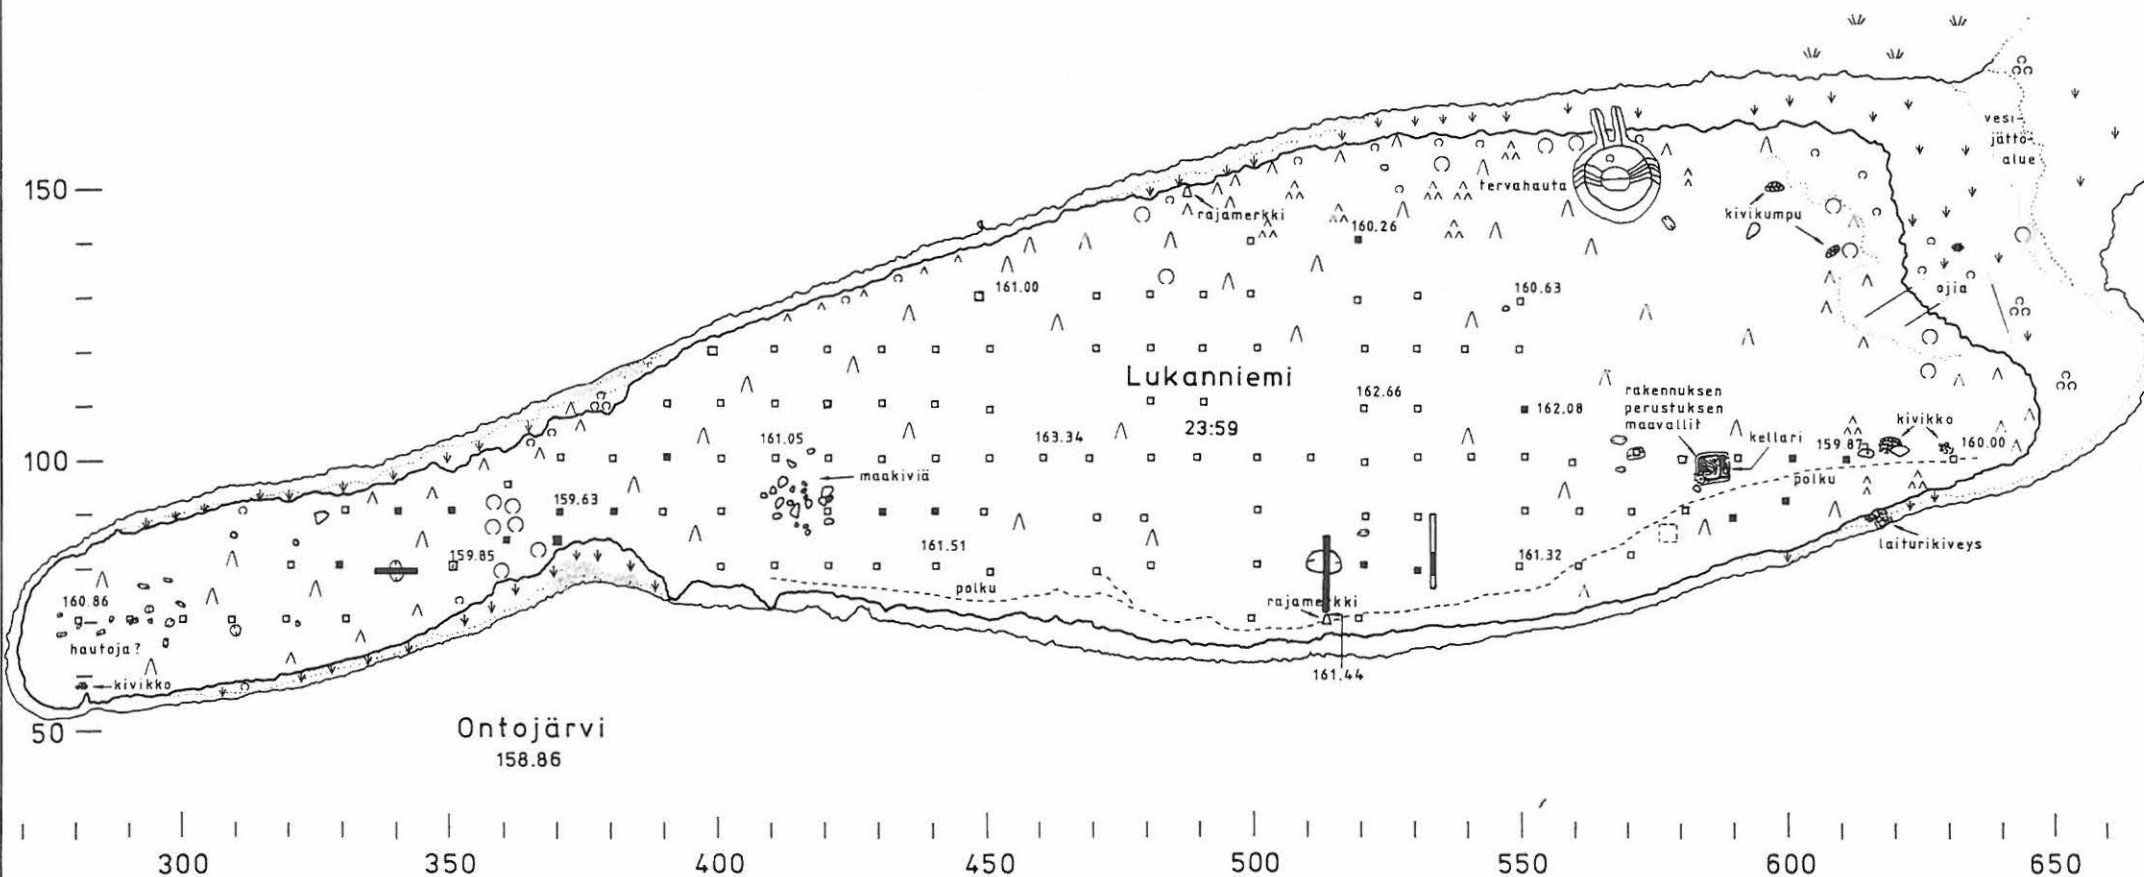 vesi-
jättö-
alue
150
tervahauta
rajamerkki
kivikumpu
160.26
161.00
160.63
ojia
Lukanniemi
23:59
162.66
162.08
rakennuksen
perustuksen
maavallit
kellari
kivikko
161.05
163.34
159.87
160.00
100
maakiviä
polku
159.63
159.85
161.51
161.32
laiturikiveys
polku
160.86
rajamerkki
hautoja?
kivikko
161.44
50
Ontojärvi
158.86
300 350 400 450 500 550 600 650